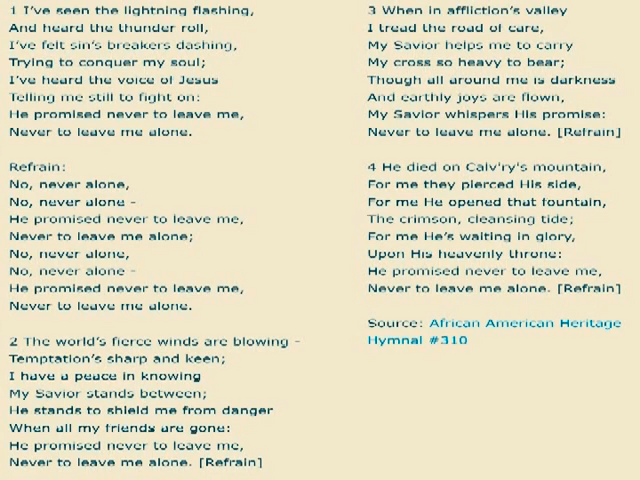 1 I've seen the lightning flashing,
And heard the thunder roll,
I've felt sin's breakers dashing,
Trying to conquer my soul;
I've heard the voice of Jesus
Telling me still to fight on:
He promised never to leave me,
Never to leave me alone.
Refrain:
No, never alone,
No, never alone -
He promised never to leave me,
Never to leave me alone;
No, never alone,
No, never alone -
He promised never to leave me,
Never to leave me alone.
2 The world's fierce winds are blowing -
Temptation's sharp and keen;
I have a peace in knowing
My Savior stands between;
He stands to shield me from danger
When all my friends are gone:
He promised never to leave me,
Never to leave me alone. [Refrain]
3 When in affliction's valley
I tread the road of care,
My Savior helps me to carry
My cross so heavy to bear;
Though all around me is darkness
And earthly joys are flown,
My Savior whispers His promise:
Never to leave me alone. [Refrain]
4 He died on Calv'ry's mountain,
For me they pierced His side,
For me He opened that fountain,
The crimson, cleansing tide;
For me He's waiting in glory,
Upon His heavenly throne:
He promised never to leave me,
Never to leave me alone. [Refrain]
Source: African American Heritage
Hymnal #310